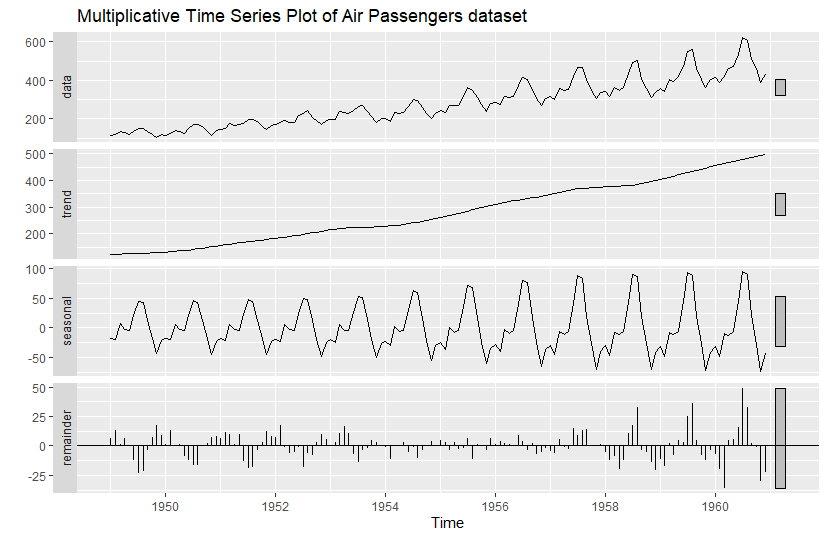 Multiplicative Time Series Plot of Air Passengers dataset
600
400
200
data
500
400
300
200
trend
100
50
0
-50
seasonal
50
25
0
-25
remainder
1950 1952 1954 1956 1958 1960
Time